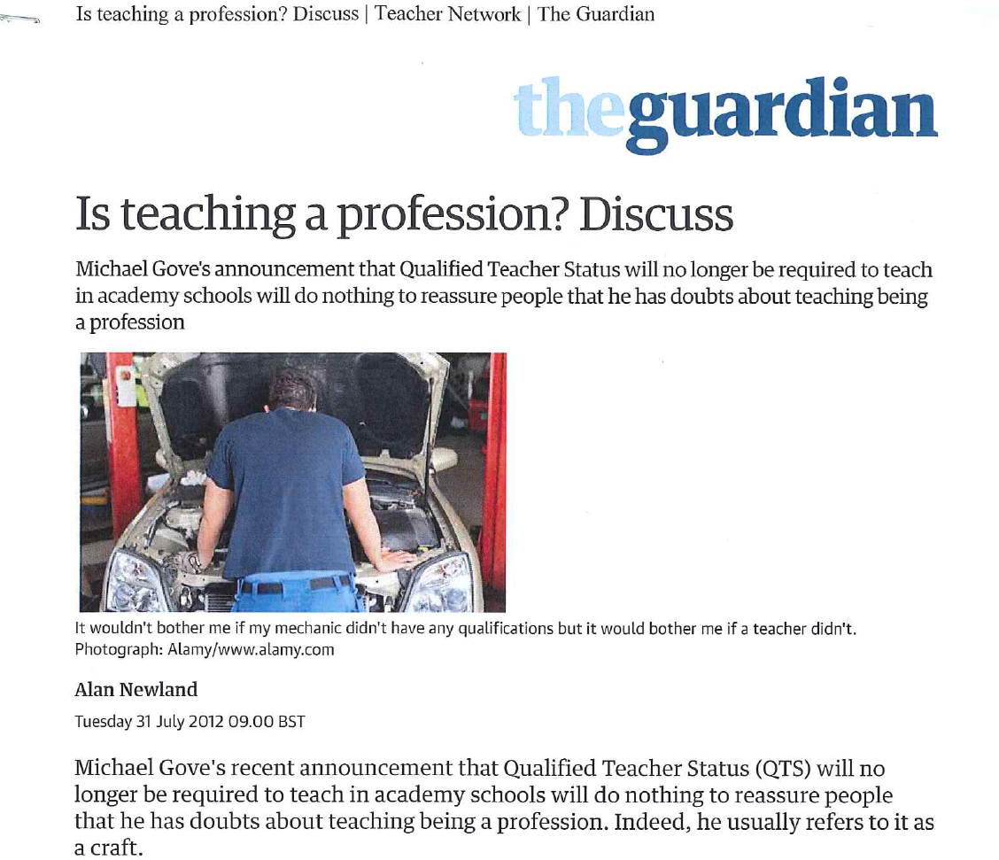 Is teaching a profession? Discuss | Teacher Network | The Guardian
theguardian
Is teaching a profession? Discuss
Michael Gove's announcement that Qualified Teacher Status will no longer be required to teach
in academy schools will do nothing to reassure people that he has doubts about teaching being
a profession
It wouldn't bother me if my mechanic didn't have any qualifications but it would bother me if a teacher didn't.
Photograph: Alamy/www.alamy.com
Alan Newland
Tuesday 31 July 2012 09.00 BST
Michael Gove's recent announcement that Qualified Teacher Status (QTS) will no
longer be required to teach in academy schools will do nothing to reassure people
that he has doubts about teaching being a profession. Indeed, he usually refers to it as
a craft.